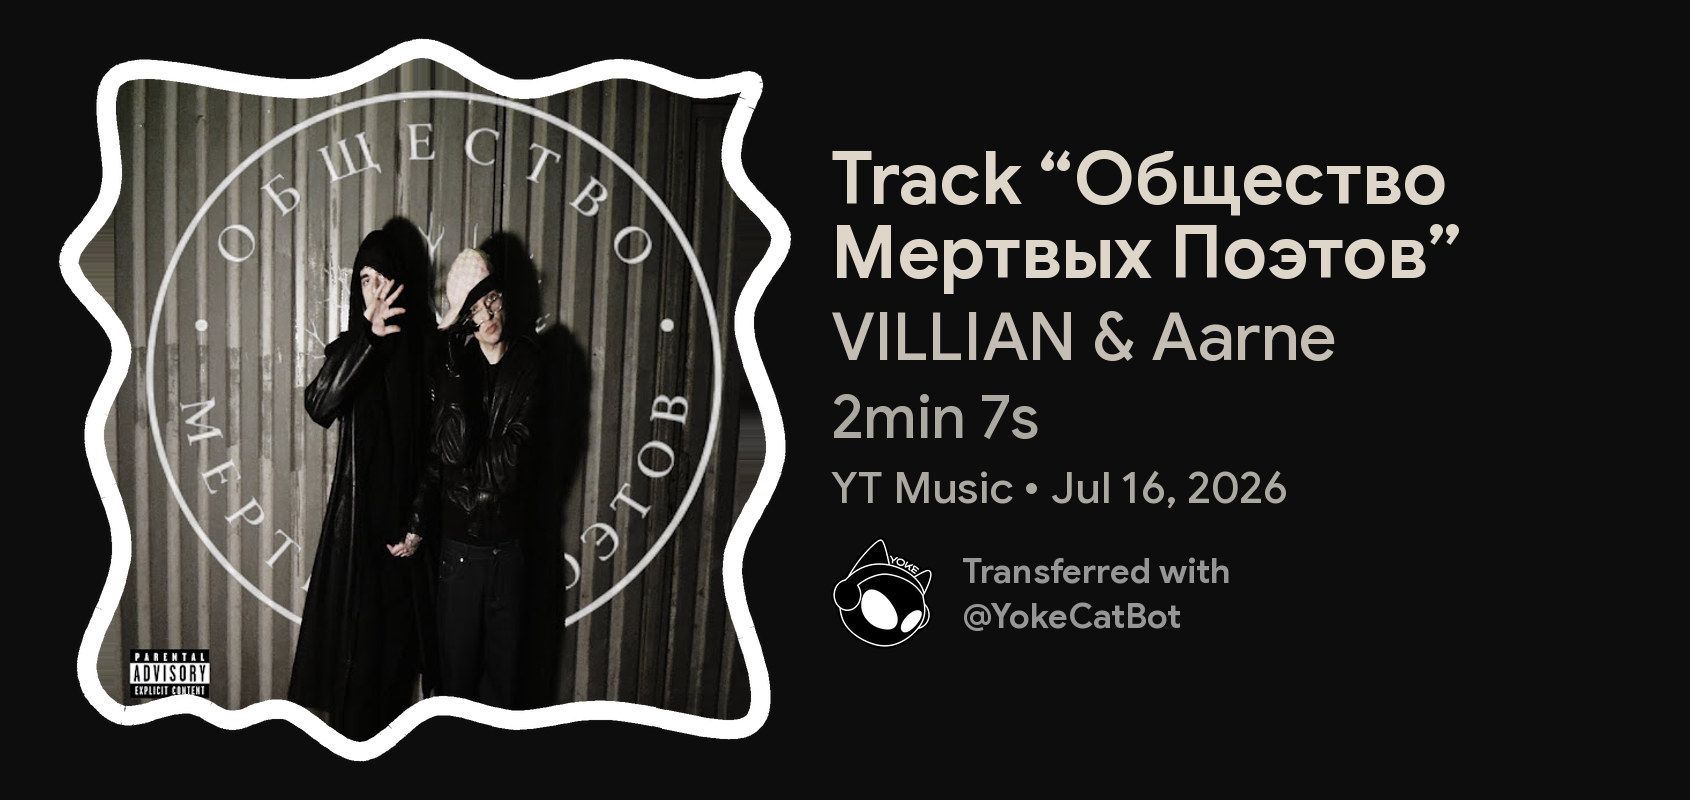 ОБЩЕСТВО
МЕРТ
ОЭТОВ
PARENTAL
ADVISORY
EXPLICIT CONTENT
Track “Общество
Мертвых Поэтов”
VILLIAN & Aarne
2min 7s
YT Music • Jul 16, 2026
YOKE
Transferred with
@YokeCatBot